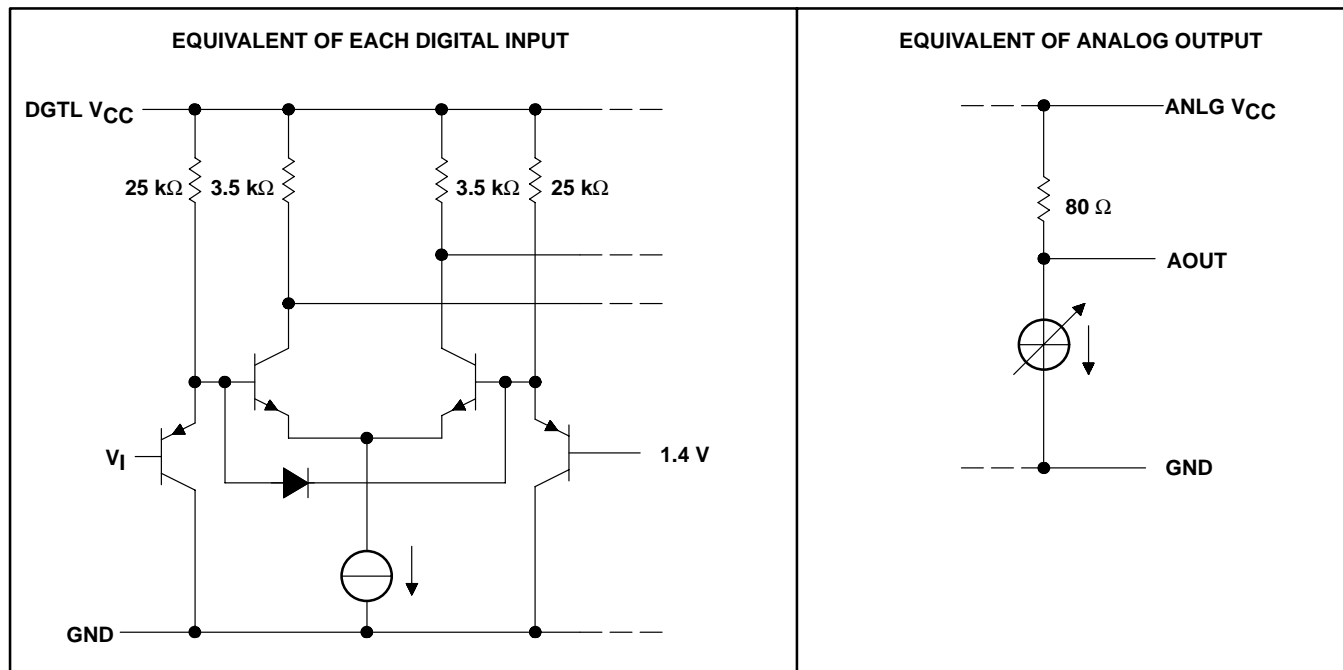 EQUIVALENT OF EACH DIGITAL INPUT
DGTL VCC
25 kΩ
3.5 kΩ
3.5 kΩ
25 kΩ
VI
1.4 V
GND
EQUIVALENT OF ANALOG OUTPUT
ANLG VCC
80 Ω
AOUT
GND